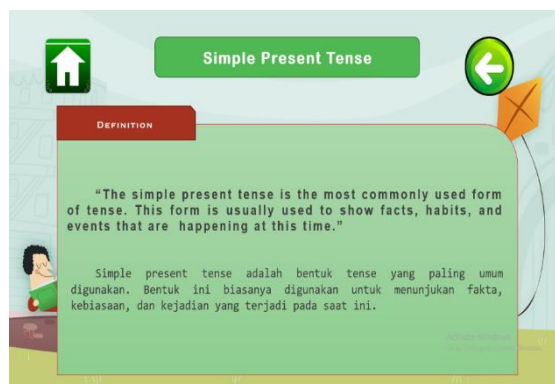 Simple Present Tense
DEFINITION
“The simple present tense is the most commonly used form
of tense. This form is usually used to show facts, habits, and
events that are happening at this time.”
Simple present tense adalah bentuk tense yang paling umum
digunakan. Bentuk ini biasanya digunakan untuk menunjukan fakta,
kebiasaan, dan kejadian yang terjadi pada saat ini.